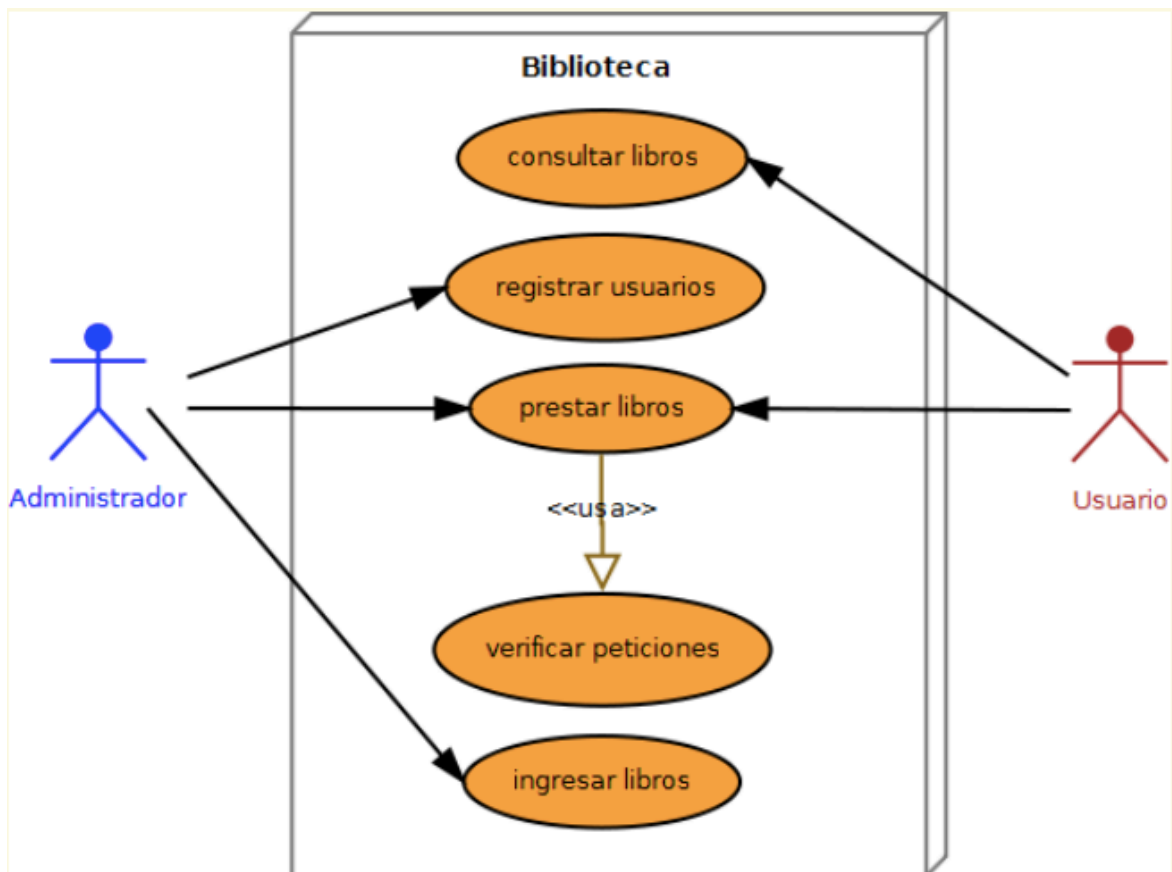 Biblioteca
consultar libros
registrar usuarios
prestar libros
<<usa>>
Administrador
Usuario
verificar peticiones
ingresar libros